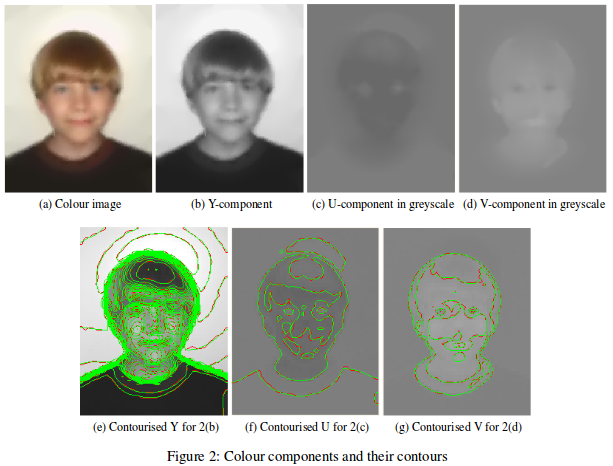 (a) Colour image
(b) Y-component
(c) U-component in greyscale
(d) V-component in greyscale
(e) Contourised Y for 2(b)
(f) Contourised U for 2(c)
(g) Contourised V for 2(d)
Figure 2: Colour components and their contours